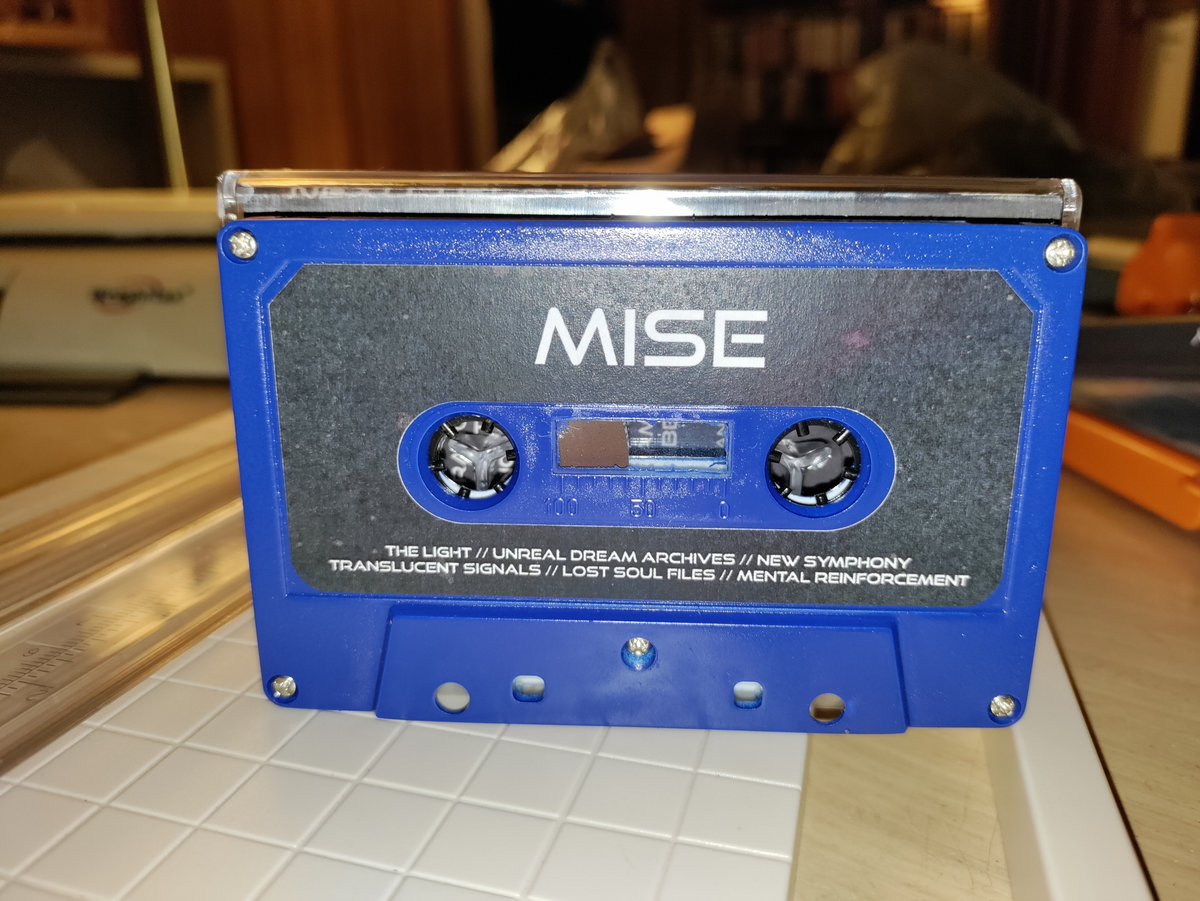 MISE
100 50 0
THE LIGHT // UNREAL DREAM ARCHIVES // NEW SYMPHONY
TRANSLUCENT SIGNALS // LOST SOUL FILES // MENTAL REINFORCEMENT